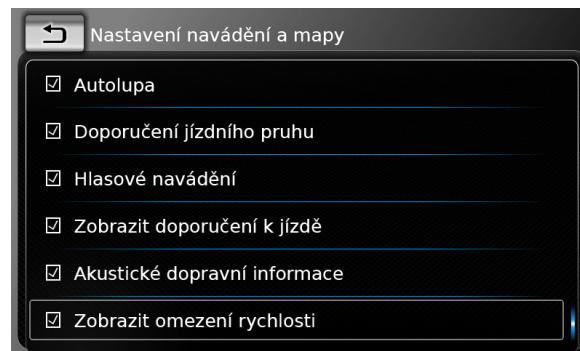 Nastavení navádění a mapy
Autolupa
Doporučení jízdního pruhu
Hlasové navádění
Zobrazit doporučení k jízdě
Akustické dopravní informace
Zobrazit omezení rychlosti